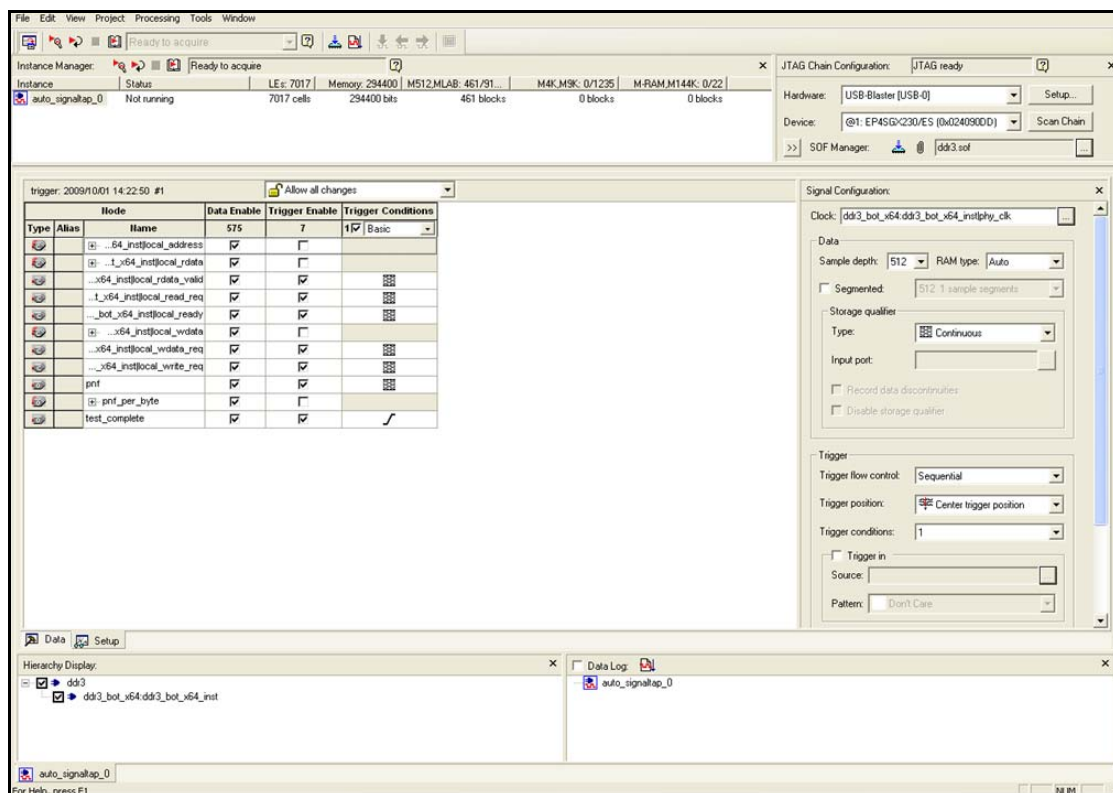 File Edit View Project Processing Tools Window
Ready to acquire
Instance Manager: Ready to acquire
JTAG Chain Configuration: JTAG ready
Instance Status LEs: 7017 Memory: 294400 M512,MLAB: 461/91... M4K,M9K: 0/1235 M-RAM,M144K: 0/22
auto_signaltap_0 Not running 7017 cells 294400 bits 461 blocks 0 blocks 0 blocks
Hardware: USB-Blaster [USB-0] Setup...
Device: @1: EP4SGX230/ES (0x024090DD) Scan Chain
>> SOF Manager: ddr3.sof ...
trigger: 2009/10/01 14:22:50 #1 Allow all changes
Node Data Enable Trigger Enable Trigger Conditions
Type Alias Name 575 7 1 Basic
...64_inst|local_address
...t_x64_inst|local_rdata
...x64_inst|local_rdata_valid
...t_x64_inst|local_read_req
..._bot_x64_inst|local_ready
...x64_inst|local_wdata
...x64_inst|local_wdata_req
..._x64_inst|local_write_req
pnf
pnf_per_byte
test_complete
Signal Configuration:
Clock: ddr3_bot_x64:ddr3_bot_x64_inst|phy_clk ...
Data
Sample depth: 512 RAM type: Auto
Segmented: 512 1 sample segments
Storage qualifier
Type: Continuous
Input port:
Record data discontinuities
Disable storage qualifier
Trigger
Trigger flow control: Sequential
Trigger position: Center trigger position
Trigger conditions: 1
Trigger in
Source:
Pattern: Don't Care
Data Setup
Hierarchy Display:
ddr3
ddr3_bot_x64:ddr3_bot_x64_inst
Data Log:
auto_signaltap_0
auto_signaltap_0
For Help, press F1
NUM